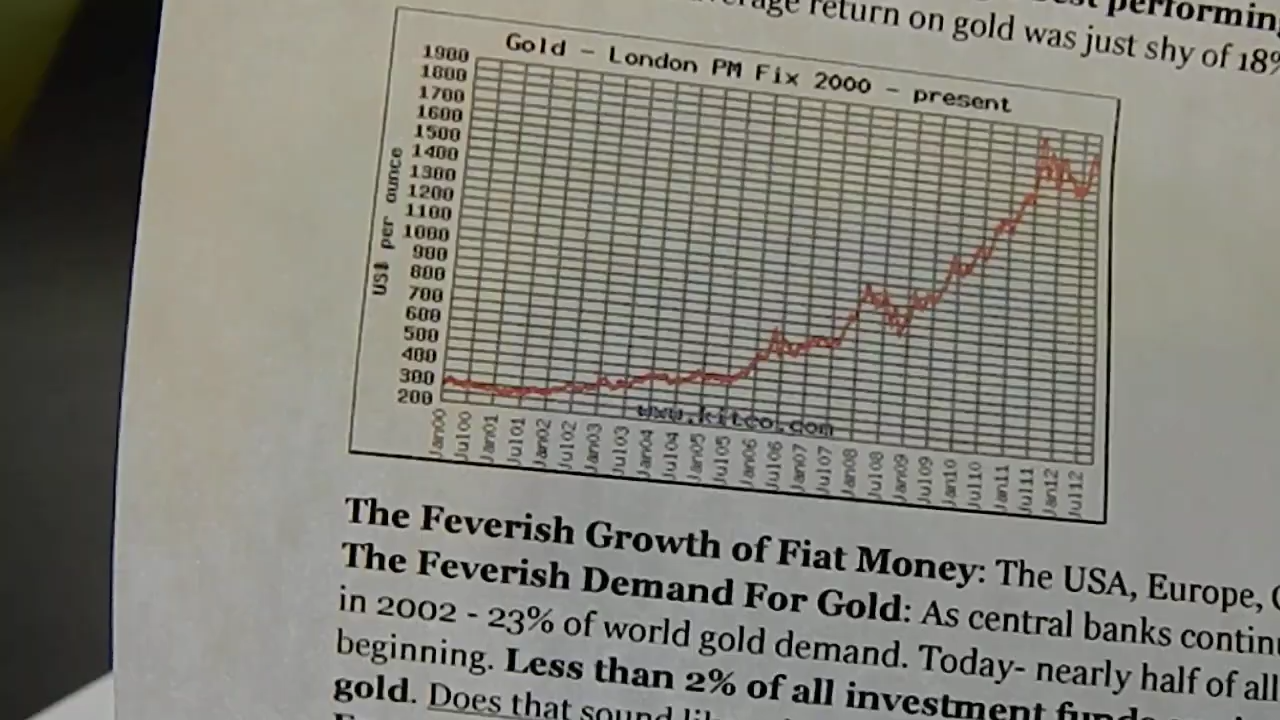 performing
return on gold was just shy of 18%
Gold - London PM Fix 2000 - present
1900
1800
1700
1600
1500
1400
1300
1200
1100
1000
900
800
700
600
500
400
300
200
US$ per ounce
www.kitco.com
Jan00 Jul00 Jan01 Jul01 Jan02 Jul02 Jan03 Jul03 Jan04 Jul04 Jan05 Jul05 Jan06 Jul06 Jan07 Jul07 Jan08 Jul08 Jan09 Jul09 Jan10 Jul10 Jan11 Jul11 Jan12 Jul12
The Feverish Growth of Fiat Money: The USA, Europe,
The Feverish Demand For Gold: As central banks contin
in 2002 - 23% of world gold demand. Today- nearly half of all
beginning. Less than 2% of all investment funds
gold. Does that sound